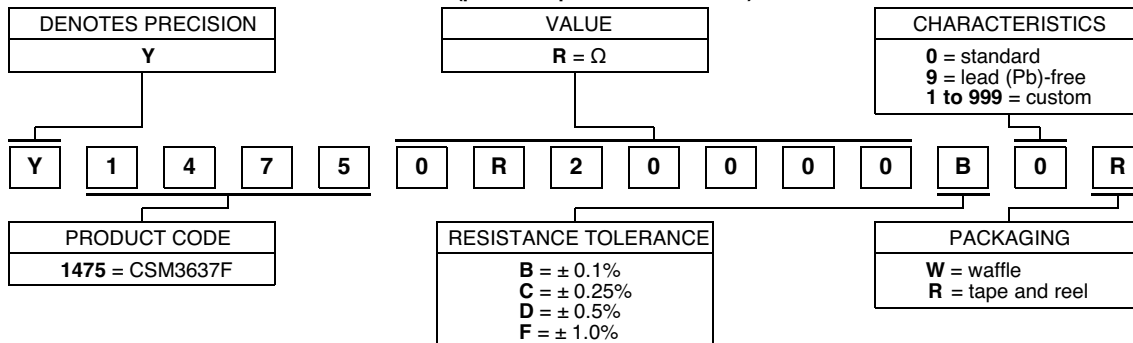 DENOTES PRECISION
Y
VALUE
R = Ω
CHARACTERISTICS
0 = standard
9 = lead (Pb)-free
1 to 999 = custom
Y 1 4 7 5 0 R 2 0 0 0 0 B 0 R
PRODUCT CODE
1475 = CSM3637F
RESISTANCE TOLERANCE
B = ± 0.1%
C = ± 0.25%
D = ± 0.5%
F = ± 1.0%
PACKAGING
W = waffle
R = tape and reel